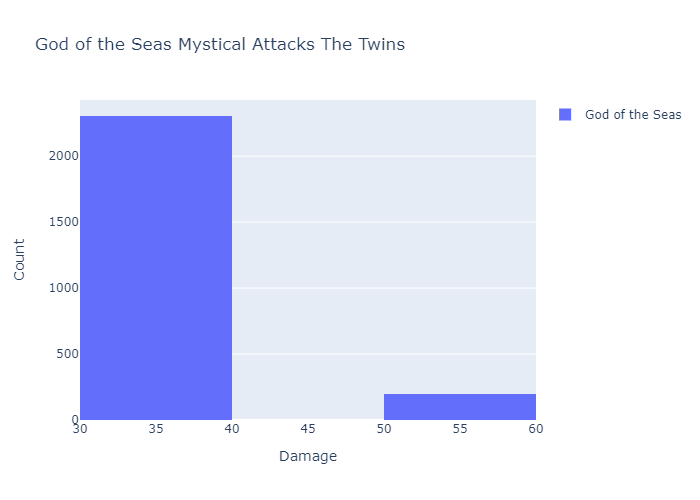 God of the Seas Mystical Attacks The Twins
God of the Seas
2000
1500
1000
500
0
Count
30 35 40 45 50 55 60
Damage